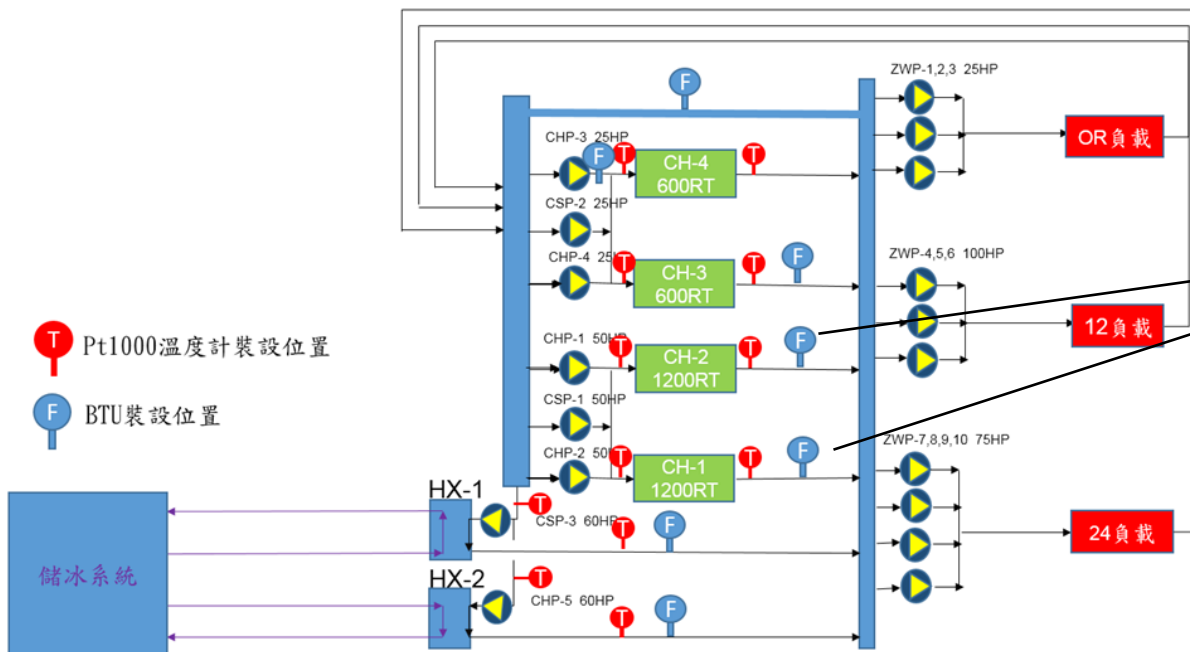 F
ZWP-1,2,3 25HP
CHP-3 25HP
F
T
T
CH-4
600RT
OR負載
CSP-2 25HP
CHP-4 25
T
T
CH-3
600RT
F
ZWP-4,5,6 100HP
12負載
T
Pt1000溫度計裝設位置
CHP-1 50HP
T
T
CH-2
1200RT
F
F
BTU裝設位置
CSP-1 50HP
CHP-2 50
T
T
CH-1
1200RT
F
ZWP-7,8,9,10 75HP
HX-1
T
CSP-3 60HP
T
F
24負載
儲冰系統
HX-2
T
CHP-5 60HP
T
F